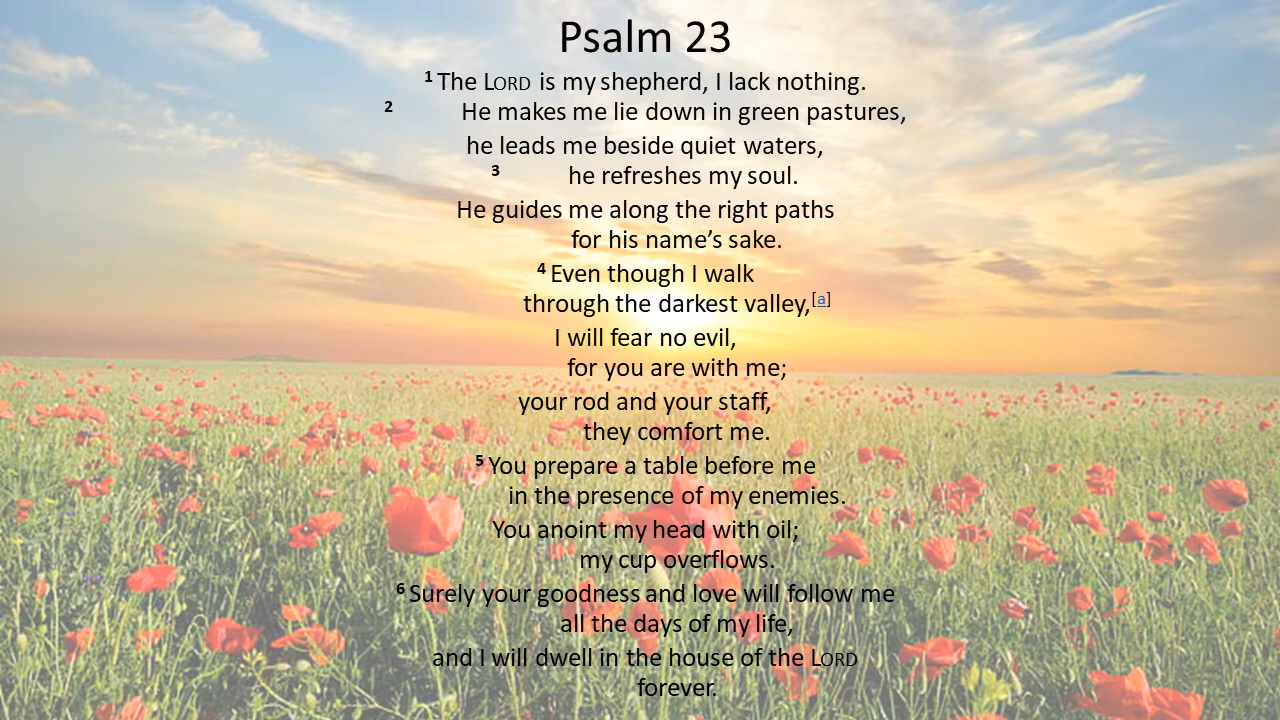 Psalm 23
1 The LORD is my shepherd, I lack nothing.
2 He makes me lie down in green pastures,
he leads me beside quiet waters,
3 he refreshes my soul.
He guides me along the right paths
for his name’s sake.
4 Even though I walk
through the darkest valley,[a]
I will fear no evil,
for you are with me;
your rod and your staff,
they comfort me.
5 You prepare a table before me
in the presence of my enemies.
You anoint my head with oil;
my cup overflows.
6 Surely your goodness and love will follow me
all the days of my life,
and I will dwell in the house of the LORD
forever.